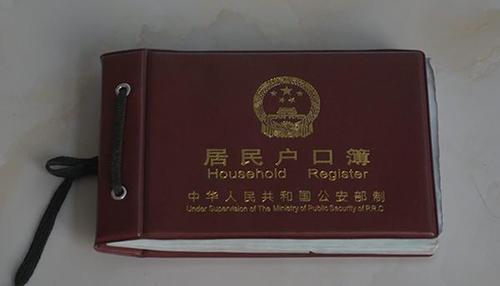 居民户口簿
Household Register
中华人民共和国公安部制
Under Supervision of The Ministry of Public Security of P.R.C